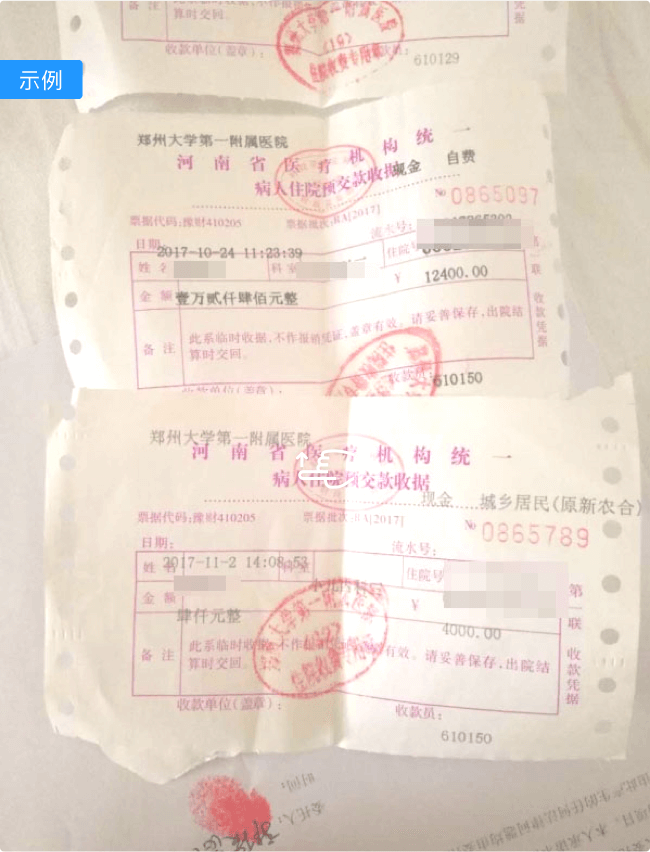 示例
收款单位(盖章):
610129
郑州大学第一附属医院
河南省医疗机构统一
现金 自费
病人住院预交款收据
№ 0865097
票据代码:豫财410205 票据批次:RA[2017]
流水号:
日期
2017-10-24 11:23:39
住院号:
姓名 科室
¥ 12400.00
金额 壹万贰仟肆佰元整
备注 此系临时收据,不作报销凭证,盖章有效。请妥善保存,出院结
算时交回。
第一联 收款凭据
收款单位(盖章): 收款员:
610150
郑州大学第一附属医院
河南省医疗机构统一
病人住院预交款收据
现金 城乡居民(原新农合)
票据代码:豫财410205 票据批次:RA[2017]
№ 0865789
日期:
流水号:
2017-11-2 14:08:53
姓名 科室 住院号
金额 ¥
肆仟元整 4000.00
备注 此系临时收据,不作报销凭证,盖章有效。请妥善保存,出院结
算时交回。
第一联 收款凭据
收款单位(盖章): 收款员:
610150
时间:
委托人: